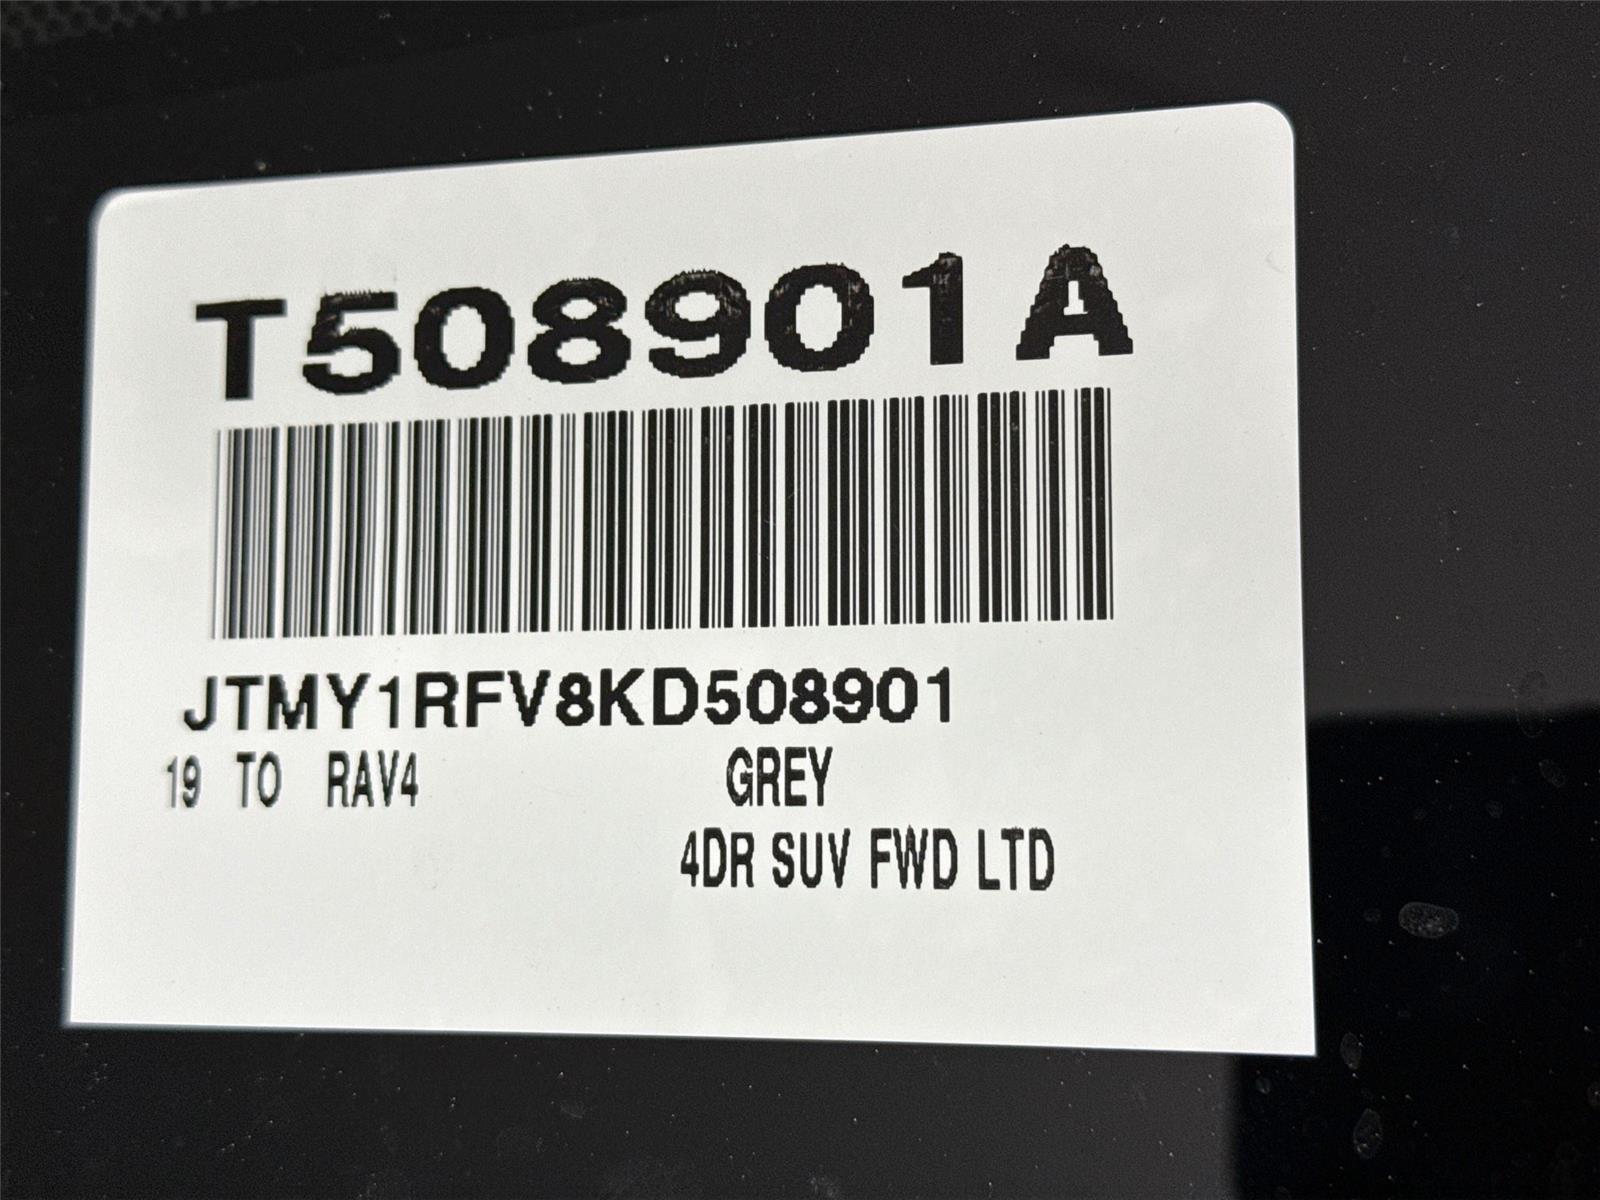 T508901A
JTMY1RFV8KD508901
19 TO RAV4 GREY
4DR SUV FWD LTD